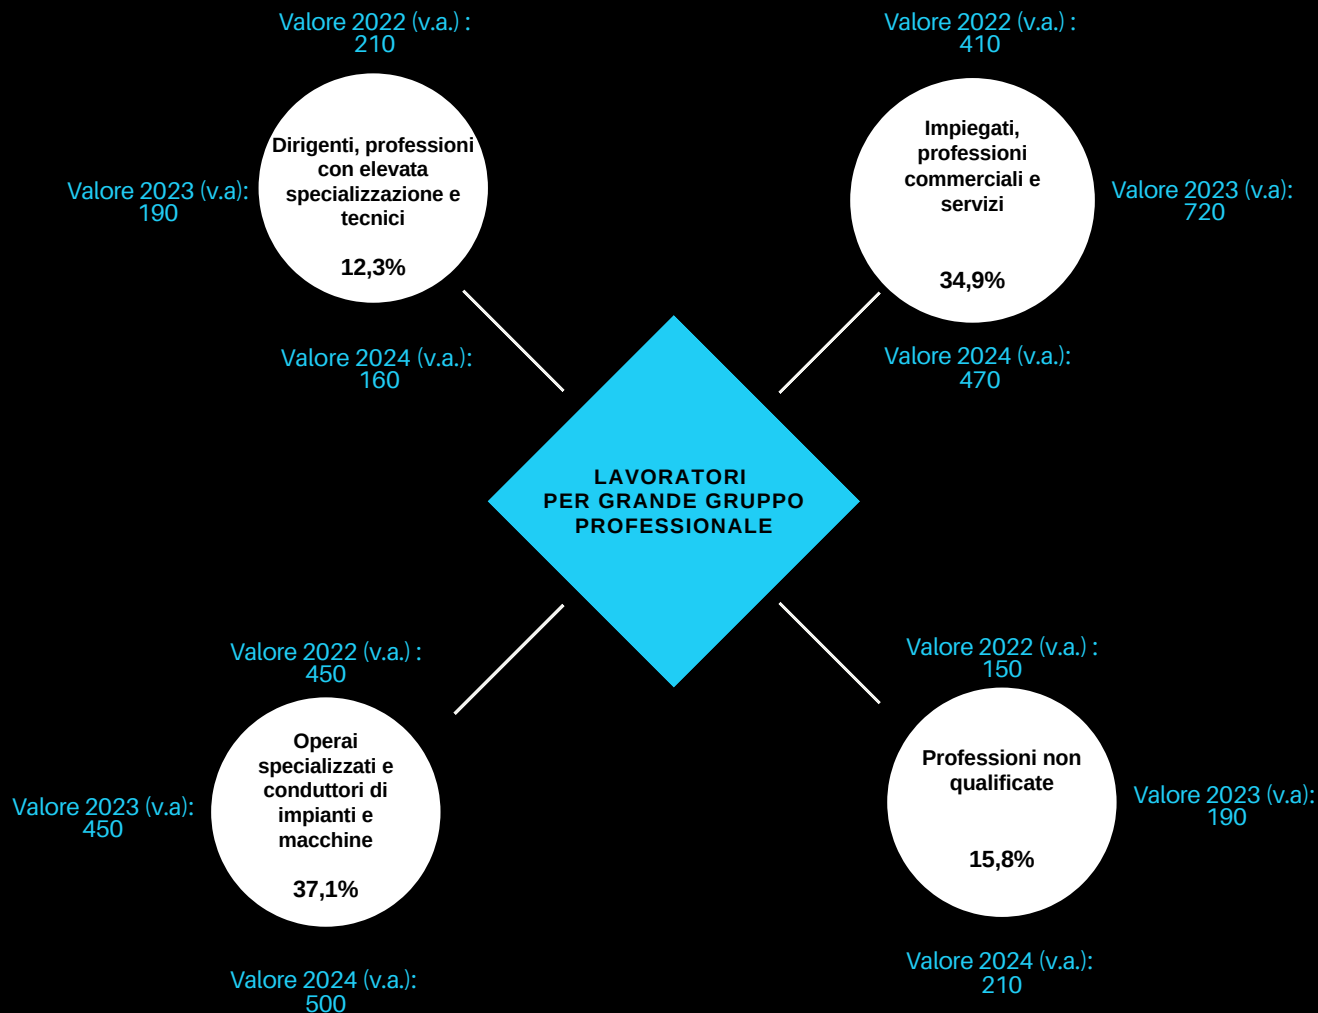 Valore 2022 (v.a.) :
210
Dirigenti, professioni
con elevata
specializzazione e
tecnici
12,3%
Valore 2023 (v.a):
190
Valore 2024 (v.a.):
160
Valore 2022 (v.a.) :
410
Impiegati,
professioni
commerciali e
servizi
34,9%
Valore 2023 (v.a):
720
Valore 2024 (v.a.):
470
LAVORATORI
PER GRANDE GRUPPO
PROFESSIONALE
Valore 2022 (v.a.) :
450
Operai
specializzati e
conduttori di
impianti e
macchine
37,1%
Valore 2023 (v.a):
450
Valore 2024 (v.a.):
500
Valore 2022 (v.a.) :
150
Professioni non
qualificate
15,8%
Valore 2023 (v.a):
190
Valore 2024 (v.a.):
210